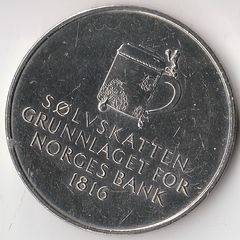 SØLVSKATTEN
GRUNNLAGET FOR
NORGES BANK
1816